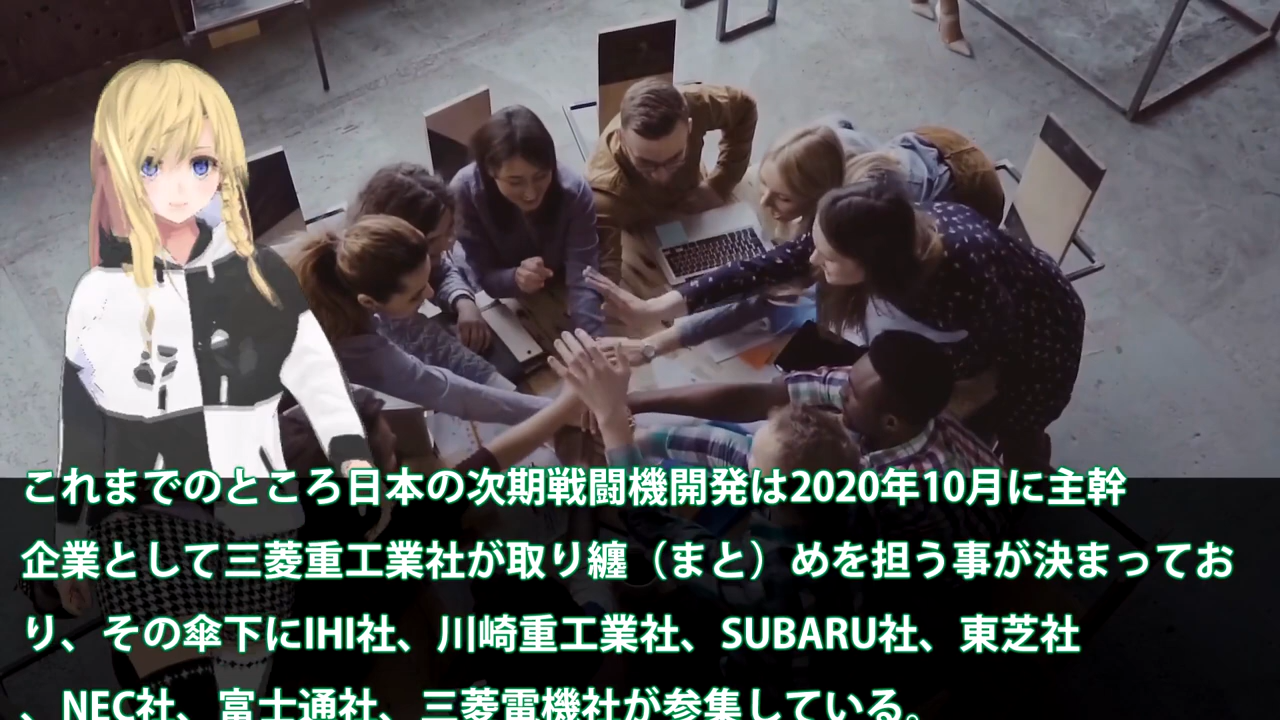 これまでのところ日本の次期戦闘機開発は2020年10月に主幹
企業として三菱重工業社が取り纏（まと）めを担う事が決まってお
り、その傘下にIHI社、川崎重工業社、SUBARU社、東芝社
、NEC社、富士通社、三菱電機社が参集している。